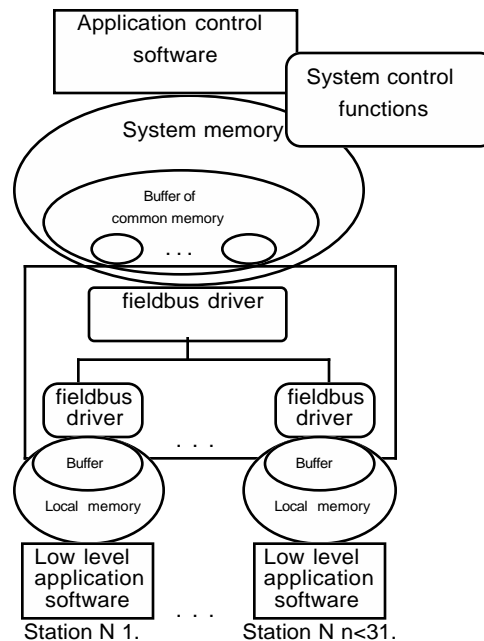 Application control
software
System control
functions
System memory
Buffer of
common memory
. . .
fieldbus driver
fieldbus
driver
fieldbus
driver
. . .
Buffer
Buffer
Local memory
Local memory
Low level
application
software
Low level
application
software
Station N 1.
. . .
Station N n<31.